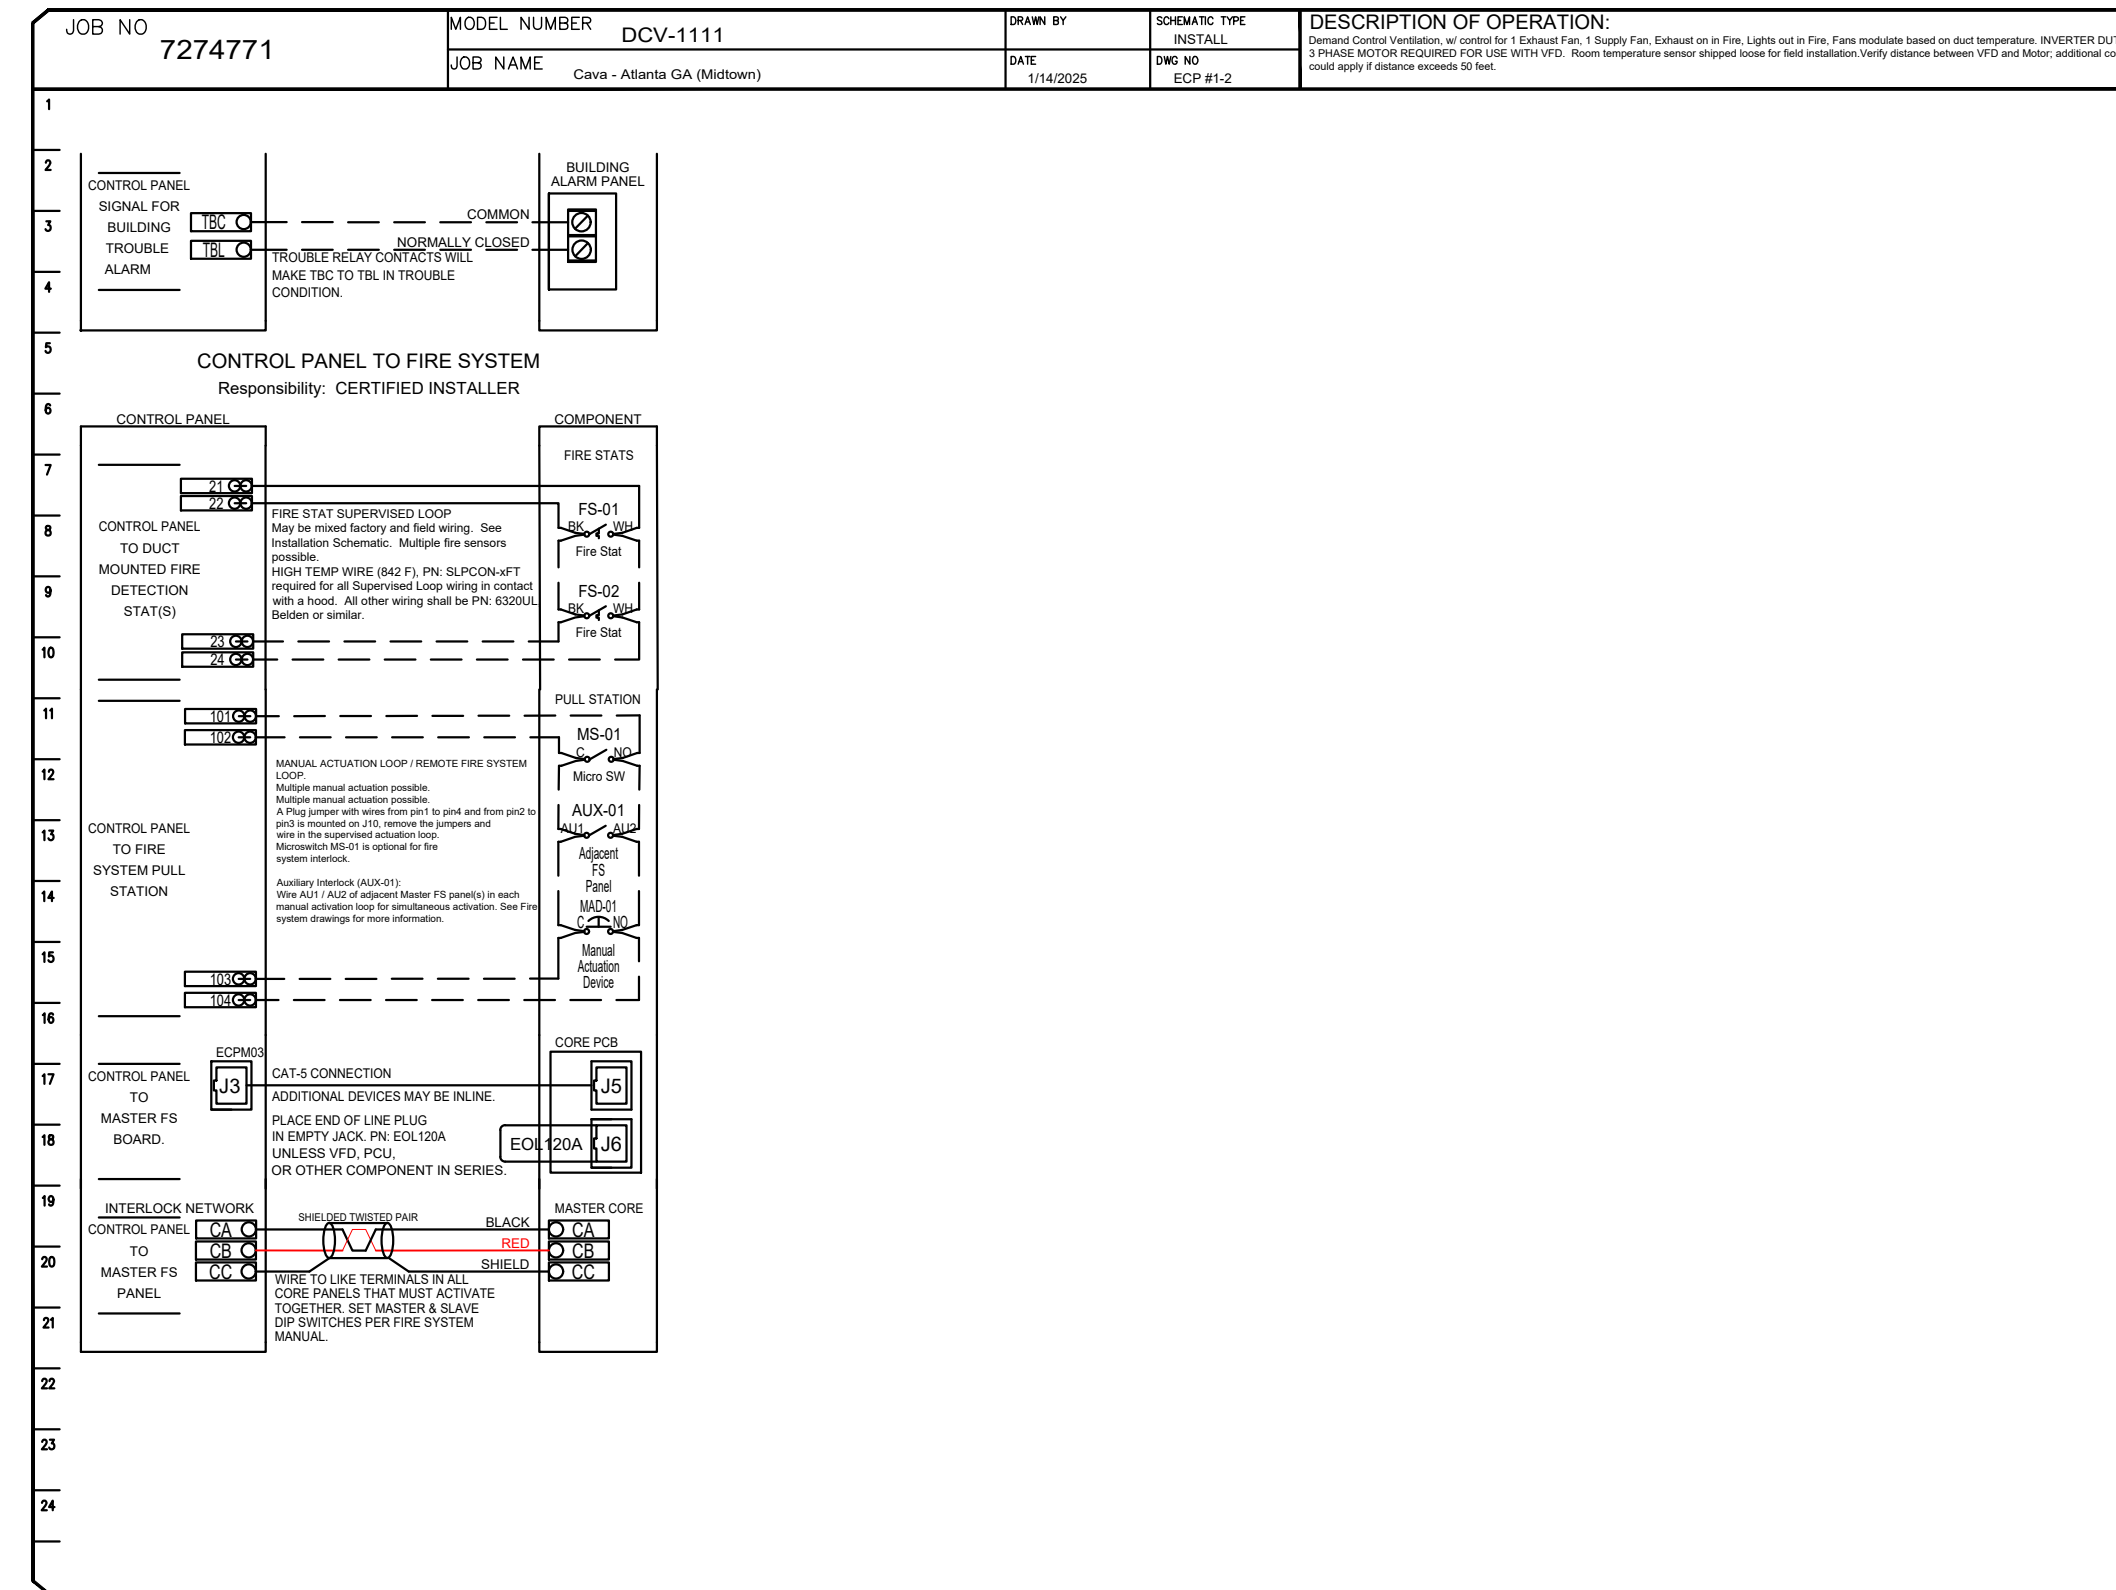 JOB NO
7274771
MODEL NUMBER
DCV-1111
JOB NAME
Cava - Atlanta GA (Midtown)
DRAWN BY
DATE
1/14/2025
SCHEMATIC TYPE
INSTALL
DWG NO
ECP #1-2
DESCRIPTION OF OPERATION:
Demand Control Ventilation, w/ control for 1 Exhaust Fan, 1 Supply Fan, Exhaust on in Fire, Lights out in Fire, Fans modulate based on duct temperature. INVERTER
3 PHASE MOTOR REQUIRED FOR USE WITH VFD. Room temperature sensor shipped loose for field installation.Verify distance between VFD and Motor; additional
could apply if distance exceeds 50 feet.
1
2
3
4
5
6
7
8
9
10
11
12
13
14
15
16
17
18
19
20
21
22
23
24
CONTROL PANEL
SIGNAL FOR
BUILDING
TROUBLE
ALARM
TBC
TBL
COMMON
NORMALLY CLOSED
TROUBLE RELAY CONTACTS WILL
MAKE TBC TO TBL IN TROUBLE
CONDITION.
BUILDING
ALARM PANEL
CONTROL PANEL TO FIRE SYSTEM
Responsibility: CERTIFIED INSTALLER
CONTROL PANEL
COMPONENT
CONTROL PANEL
TO DUCT
MOUNTED FIRE
DETECTION
STAT(S)
21
22
23
24
FIRE STAT SUPERVISED LOOP
May be mixed factory and field wiring. See
Installation Schematic. Multiple fire sensors
possible.
HIGH TEMP WIRE (842 F), PN: SLPCON-xFT
required for all Supervised Loop wiring in contact
with a hood. All other wiring shall be PN: 6320UL
Belden or similar.
FIRE STATS
FS-01
BK
WH
Fire Stat
FS-02
BK
WH
Fire Stat
CONTROL PANEL
TO FIRE
SYSTEM PULL
STATION
101
102
103
104
MANUAL ACTUATION LOOP / REMOTE FIRE SYSTEM
LOOP.
Multiple manual actuation possible.
Multiple manual actuation possible.
A Plug jumper with wires from pin1 to pin4 and from pin2 to
pin3 is mounted on J10, remove the jumpers and
wire in the supervised actuation loop.
Microswitch MS-01 is optional for fire
system interlock.
Auxiliary Interlock (AUX-01):
Wire AU1 / AU2 of adjacent Master FS panel(s) in each
manual activation loop for simultaneous activation. See Fire
system drawings for more information.
PULL STATION
MS-01
C
NO
Micro SW
AUX-01
AU1
AU2
Adjacent
FS
Panel
MAD-01
C
NO
Manual
Actuation
Device
CONTROL PANEL
TO
MASTER FS
BOARD.
ECPM03
J3
CAT-5 CONNECTION
ADDITIONAL DEVICES MAY BE INLINE.
PLACE END OF LINE PLUG
IN EMPTY JACK. PN: EOL120A
UNLESS VFD, PCU,
OR OTHER COMPONENT IN SERIES.
CORE PCB
J5
EOL120A
J6
INTERLOCK NETWORK
CONTROL PANEL
TO
MASTER FS
PANEL
CA
CB
CC
SHIELDED TWISTED PAIR
BLACK
RED
SHIELD
WIRE TO LIKE TERMINALS IN ALL
CORE PANELS THAT MUST ACTIVATE
TOGETHER. SET MASTER & SLAVE
DIP SWITCHES PER FIRE SYSTEM
MANUAL.
MASTER CORE
CA
CB
CC